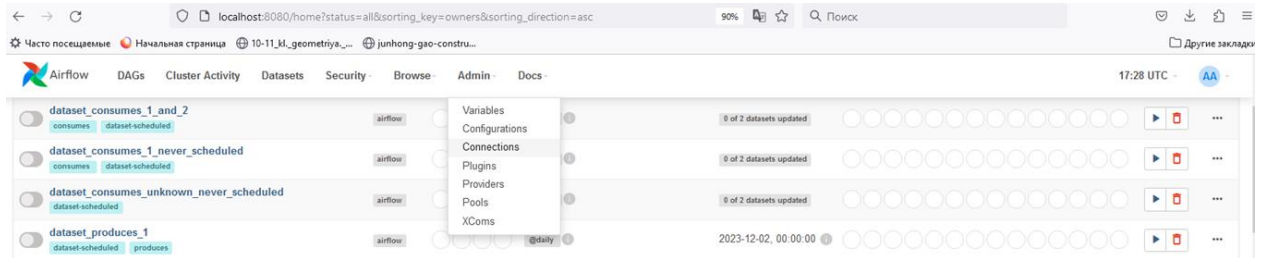 localhost:8080/home?status=all&sorting_key=owners&sorting_direction=asc 90% Поиск
Часто посещаемые Начальная страница 10-11_kl._geometriya._... junhong-gao-constru... Другие закладки
Airflow DAGs Cluster Activity Datasets Security Browse Admin Docs 17:28 UTC AA
dataset_consumes_1_and_2
consumes dataset-scheduled
airflow
0 of 2 datasets updated
dataset_consumes_1_never_scheduled
consumes dataset-scheduled
airflow
0 of 2 datasets updated
dataset_consumes_unknown_never_scheduled
dataset-scheduled
airflow
0 of 2 datasets updated
dataset_produces_1
dataset-scheduled produces
airflow
@daily
2023-12-02, 00:00:00
Variables
Configurations
Connections
Plugins
Providers
Pools
XComs